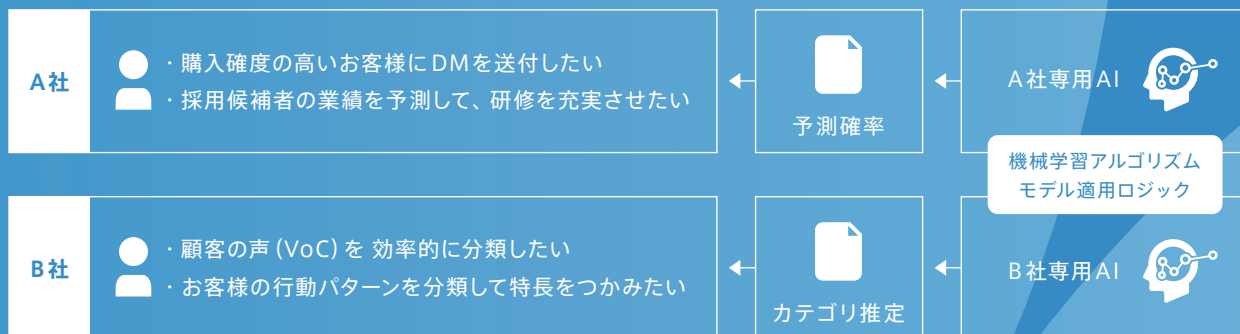 A社
・購入確度の高いお客様にDMを送付したい
・採用候補者の業績を予測して、研修を充実させたい
予測確率
A社専用AI
機械学習アルゴリズム
モデル適用ロジック
B社
・顧客の声(VoC)を 効率的に分類したい
・お客様の行動パターンを分類して特長をつかみたい
カテゴリ推定
B社専用AI